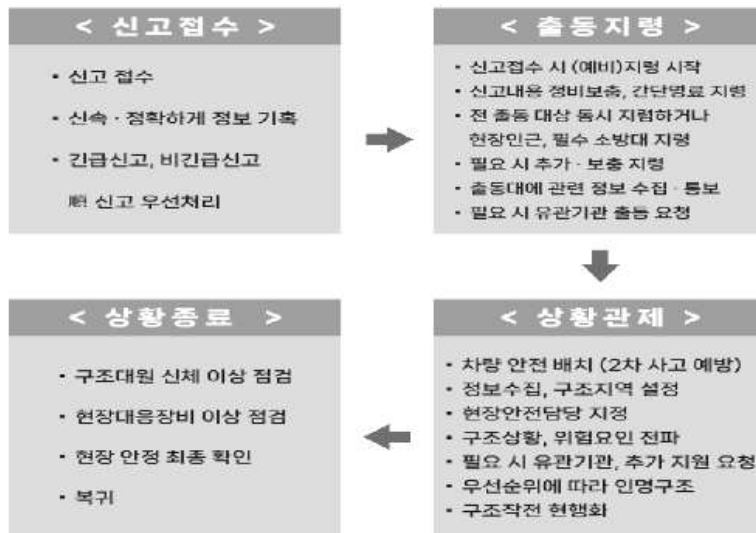 < 신고접수 >
• 신고 접수
• 신속 · 정확하게 정보 기록
• 긴급신고, 비긴급신고
順 신고 우선처리
< 출동지령 >
• 신고접수 시 (예비)지령 시작
• 신고내용 정비보충, 간단명료 지령
• 전 출동 대상 동시 지령하거나
현장인근, 필수 소방대 지령
• 필요 시 추가 · 보충 지령
• 출동대에 관련 정보 수집 · 통보
• 필요 시 유관기관 출동 요청
< 상황관제 >
• 차량 안전 배치 (2차 사고 예방)
• 정보수집, 구조지역 설정
• 현장안전담당 지정
• 구조상황, 위험요인 전파
• 필요 시 유관기관, 추가 지원 요청
• 우선순위에 따라 인명구조
• 구조작전 현행화
< 상황종료 >
• 구조대원 신체 이상 점검
• 현장대응장비 이상 점검
• 현장 안정 최종 확인
• 복귀